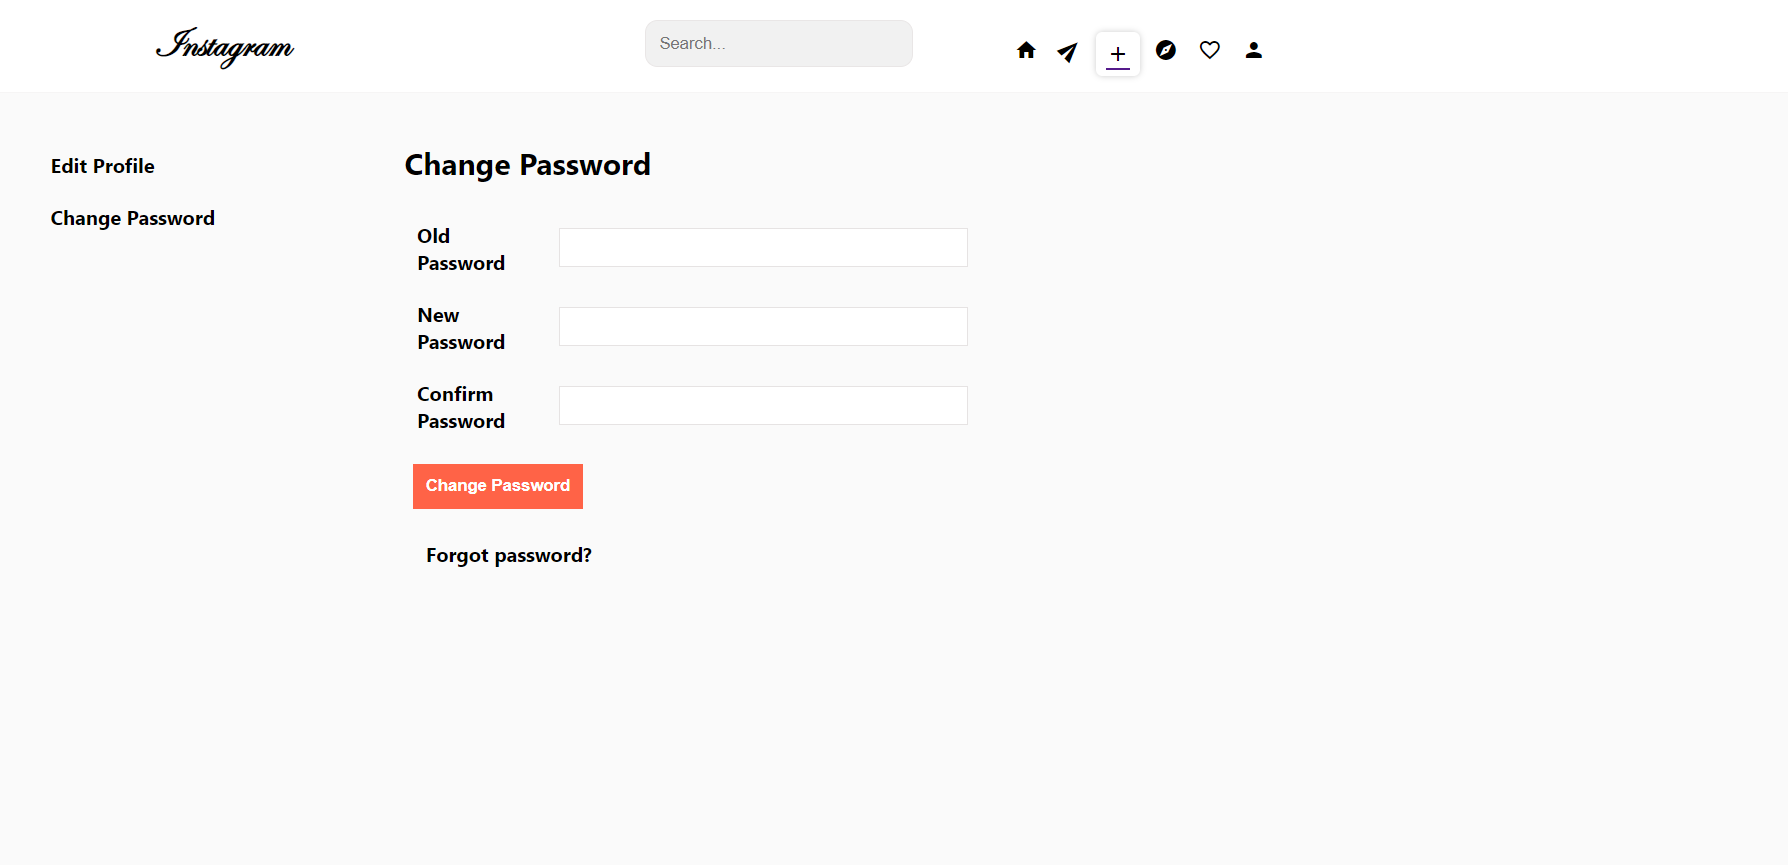 Instagram
Search...
Edit Profile
Change Password
Change Password
Old
Password
New
Password
Confirm
Password
Change Password
Forgot password?